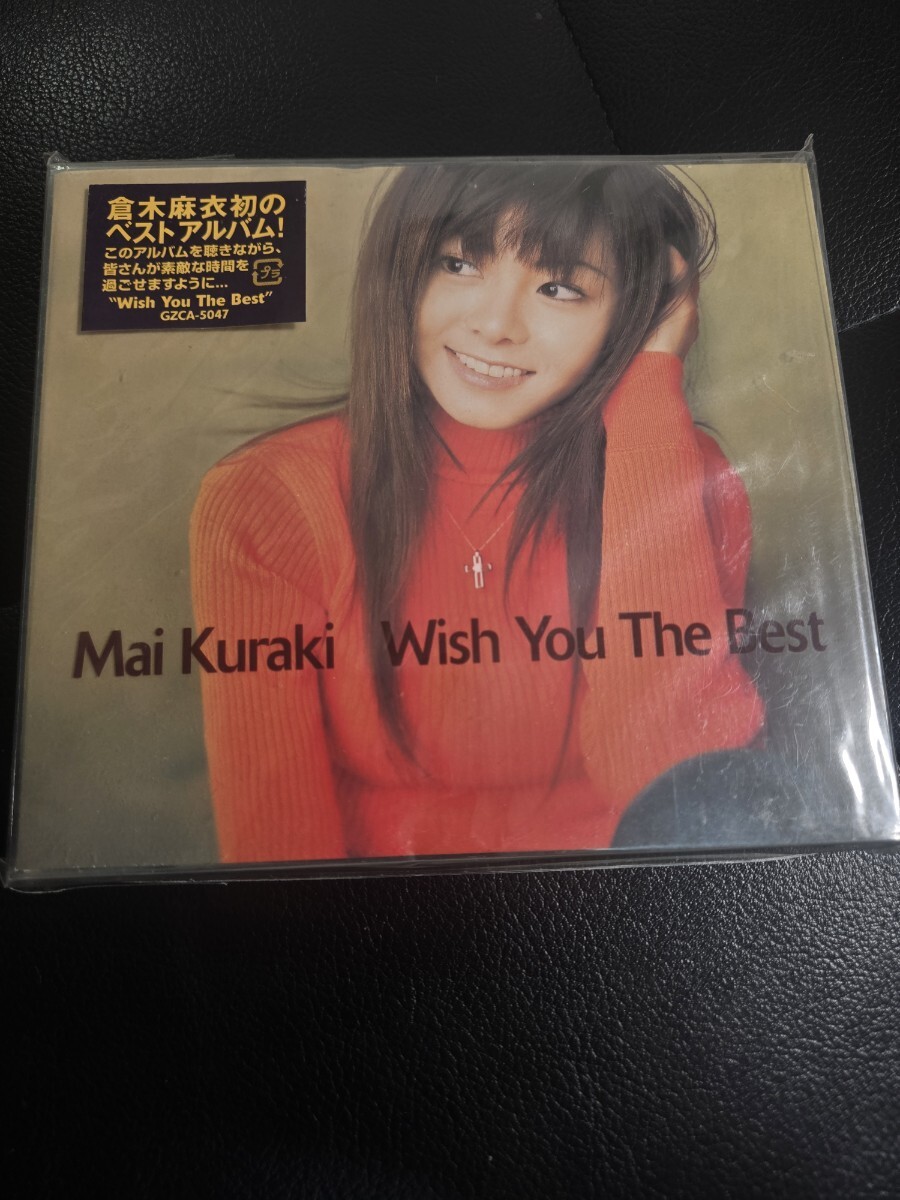 倉木麻衣初の
ベストアルバム!
このアルバムを聴きながら、
皆さんが素敵な時間を
過ごせますように...
プラ
"Wish You The Best"
GZCA-5047
Mai Kuraki Wish You The Best